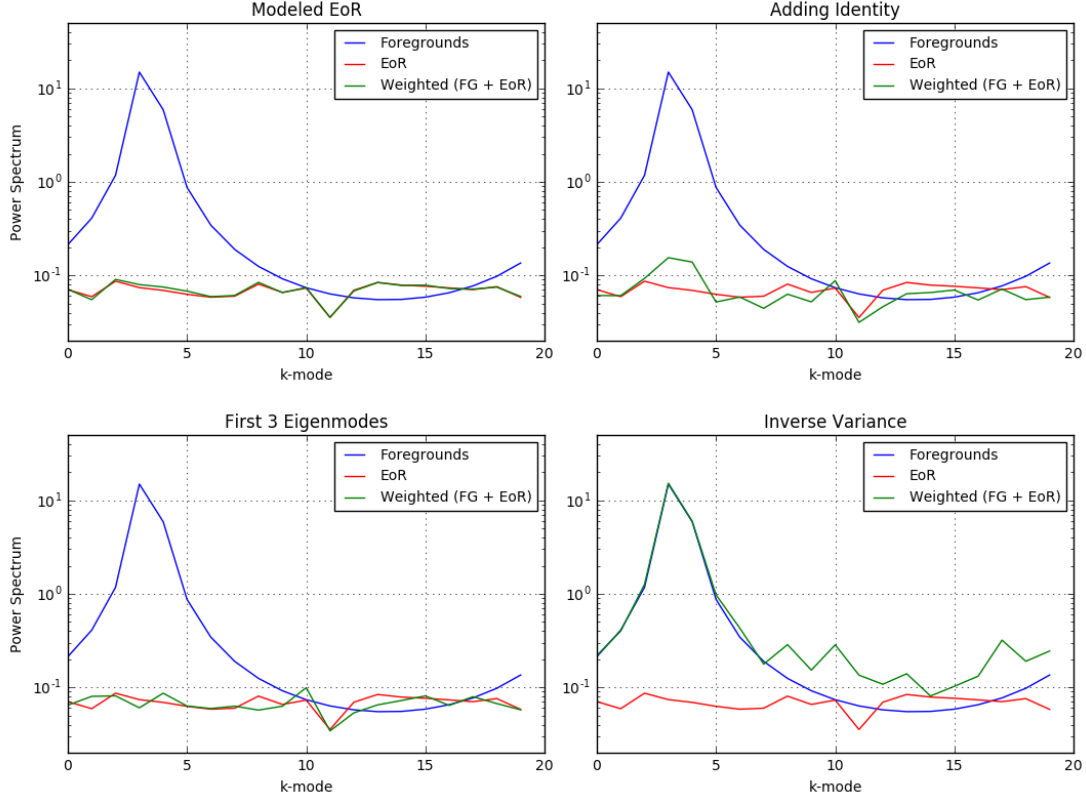 Modeled EoR
Power Spectrum
10^1
10^0
10^-1
Foregrounds
EoR
Weighted (FG + EoR)
0 5 10 15 20
k-mode
Adding Identity
10^1
10^0
10^-1
Foregrounds
EoR
Weighted (FG + EoR)
0 5 10 15 20
k-mode
First 3 Eigenmodes
Power Spectrum
10^1
10^0
10^-1
Foregrounds
EoR
Weighted (FG + EoR)
0 5 10 15 20
k-mode
Inverse Variance
10^1
10^0
10^-1
Foregrounds
EoR
Weighted (FG + EoR)
0 5 10 15 20
k-mode